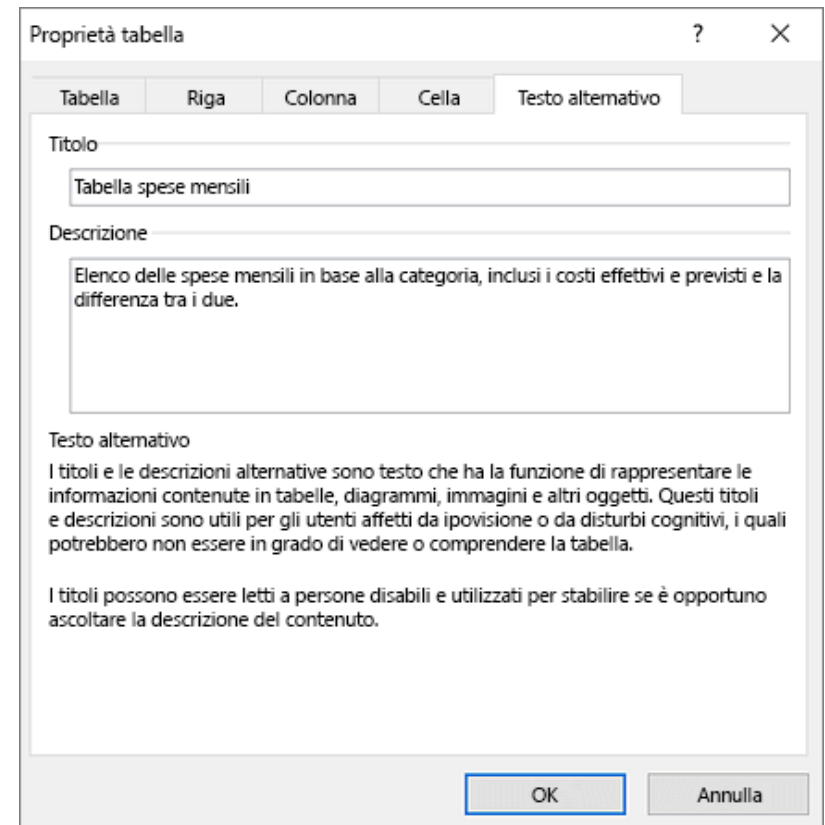 Proprietà tabella ? ×
Tabella Riga Colonna Cella Testo alternativo
Titolo
Tabella spese mensili
Descrizione
Elenco delle spese mensili in base alla categoria, inclusi i costi effettivi e previsti e la
differenza tra i due.
Testo alternativo
I titoli e le descrizioni alternative sono testo che ha la funzione di rappresentare le
informazioni contenute in tabelle, diagrammi, immagini e altri oggetti. Questi titoli
e descrizioni sono utili per gli utenti affetti da ipovisione o da disturbi cognitivi, i quali
potrebbero non essere in grado di vedere o comprendere la tabella.
I titoli possono essere letti a persone disabili e utilizzati per stabilire se è opportuno
ascoltare la descrizione del contenuto.
OK Annulla